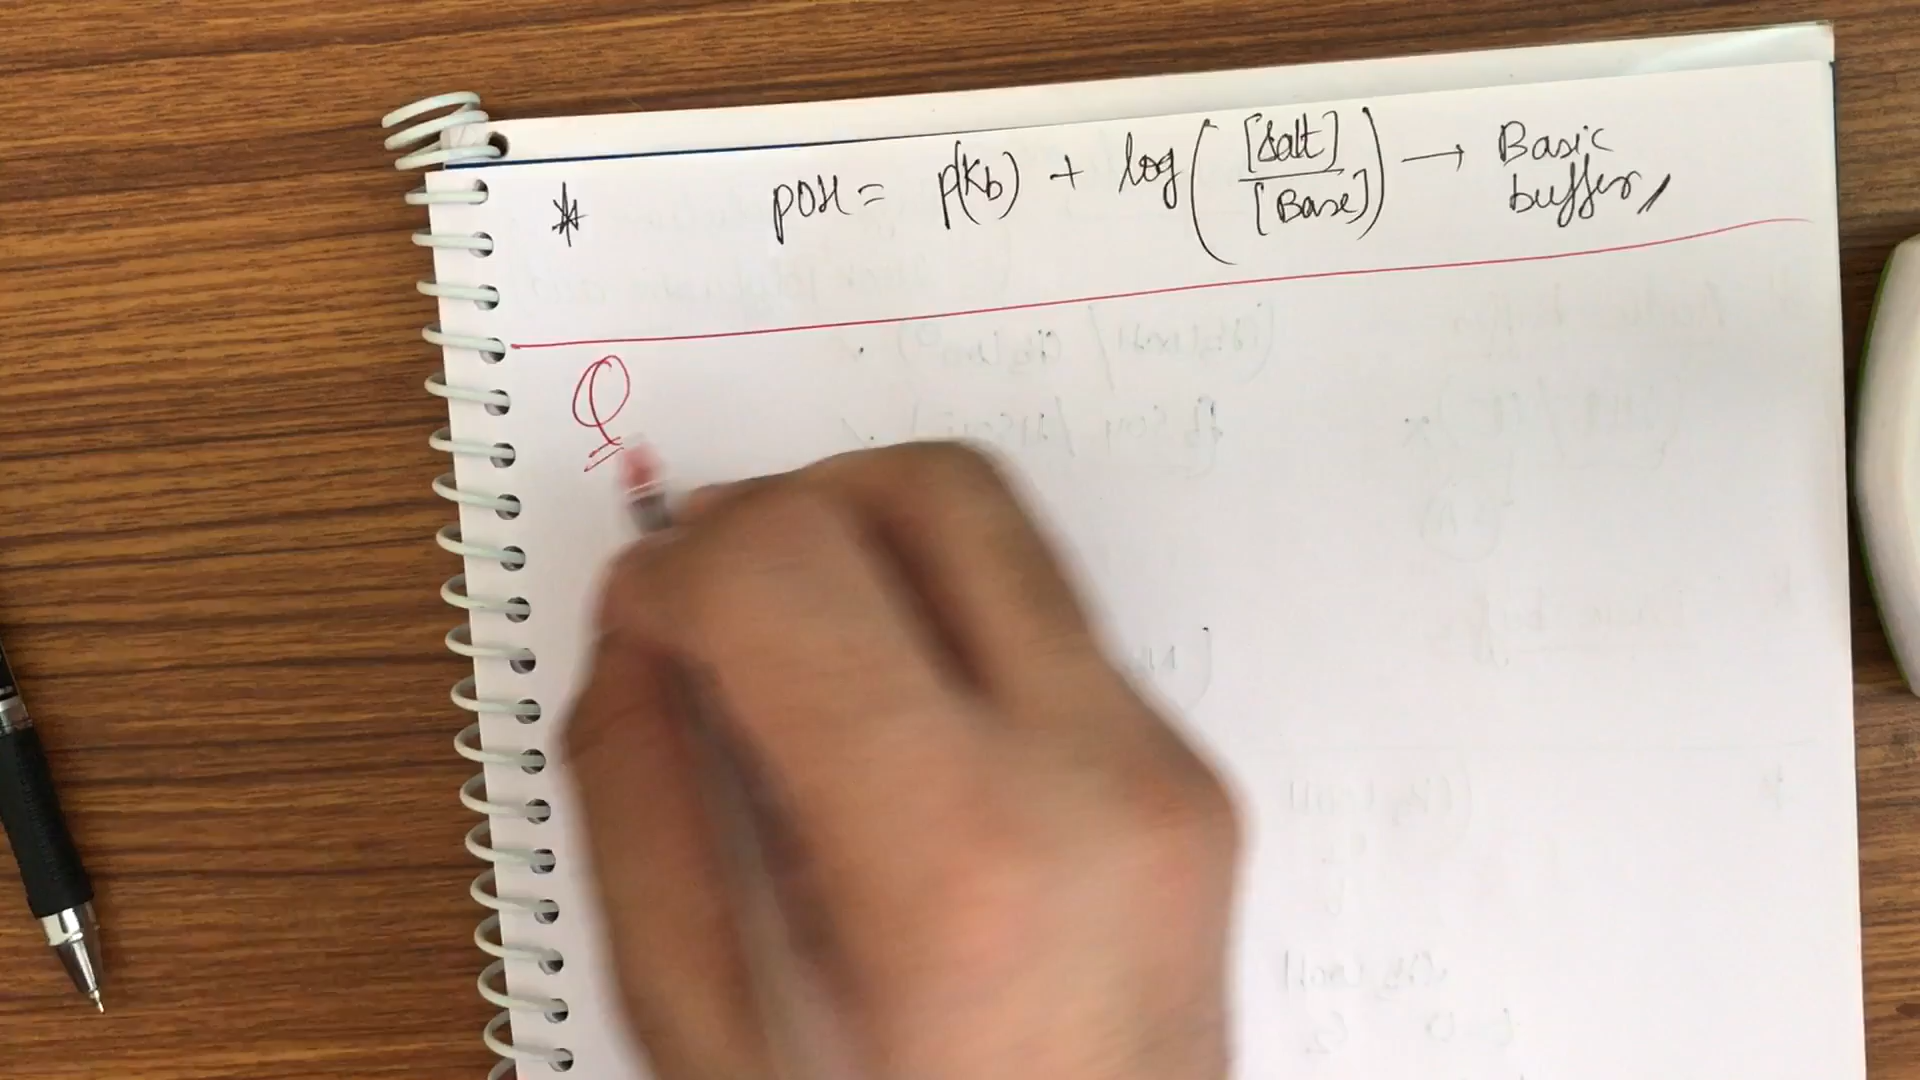 * pOH = p(Kb) + log([Salt]/[Base]) → Basic buffer,
Q